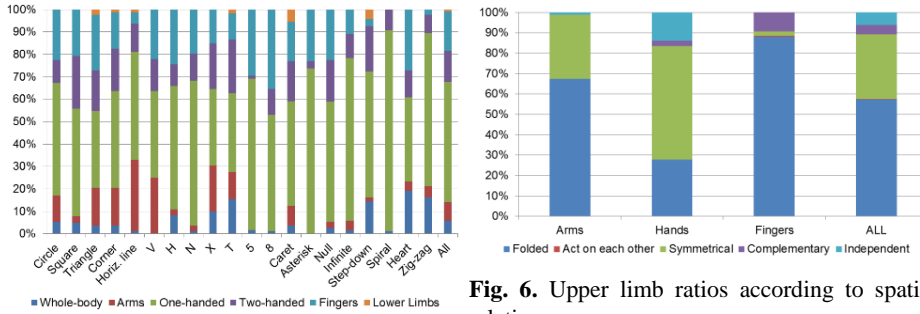 100%
90%
80%
70%
60%
50%
40%
30%
20%
10%
0%
Circle
Square
Triangle
Corner
Horiz. line
V
H
N
X
T
5
8
Caret
Asterisk
Null
Infinite
Step-down
Spiral
Heart
Zig-zag
All
Whole-body Arms One-handed Two-handed Fingers Lower Limbs
100%
90%
80%
70%
60%
50%
40%
30%
20%
10%
0%
Arms Hands Fingers ALL
Folded Act on each other Symmetrical Complementary Independent
Fig. 6. Upper limb ratios according to spati